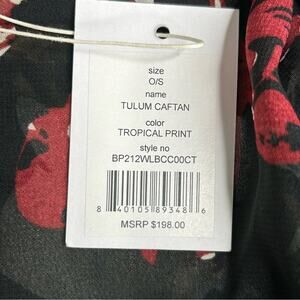 size
O/S
name
TULUM CAFTAN
color
TROPICAL PRINT
style no
BP212WLBCC00CT
8 40105 89348 6
MSRP $198.00